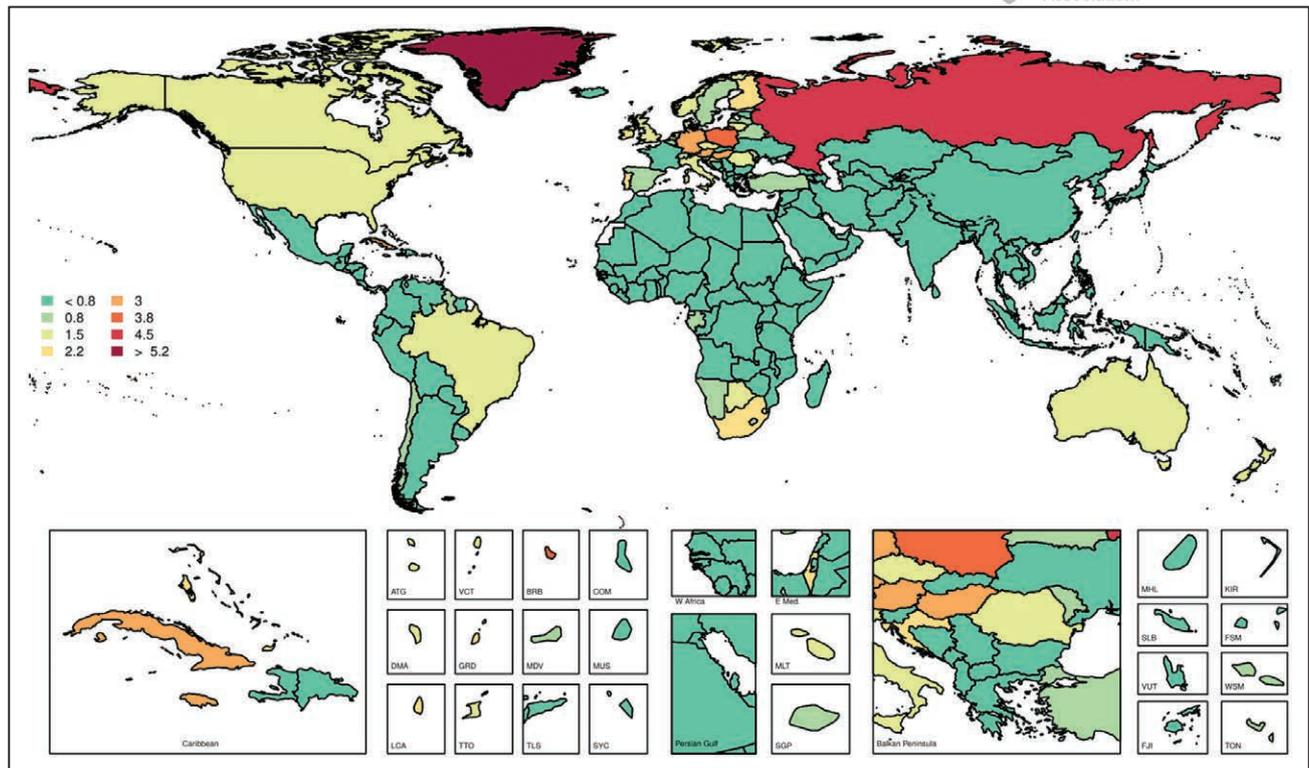 < 0.8
3
0.8
3.8
1.5
4.5
2.2
> 5.2
Caribbean
ATG
VCT
BRB
COM
DMA
GRD
MDV
MUS
LCA
TTO
TLS
SYC
W Africa
E Med.
Persian Gulf
MLT
SGP
Balkan Peninsula
MHL
KIR
SLB
FSM
VUT
WSM
FJI
TON